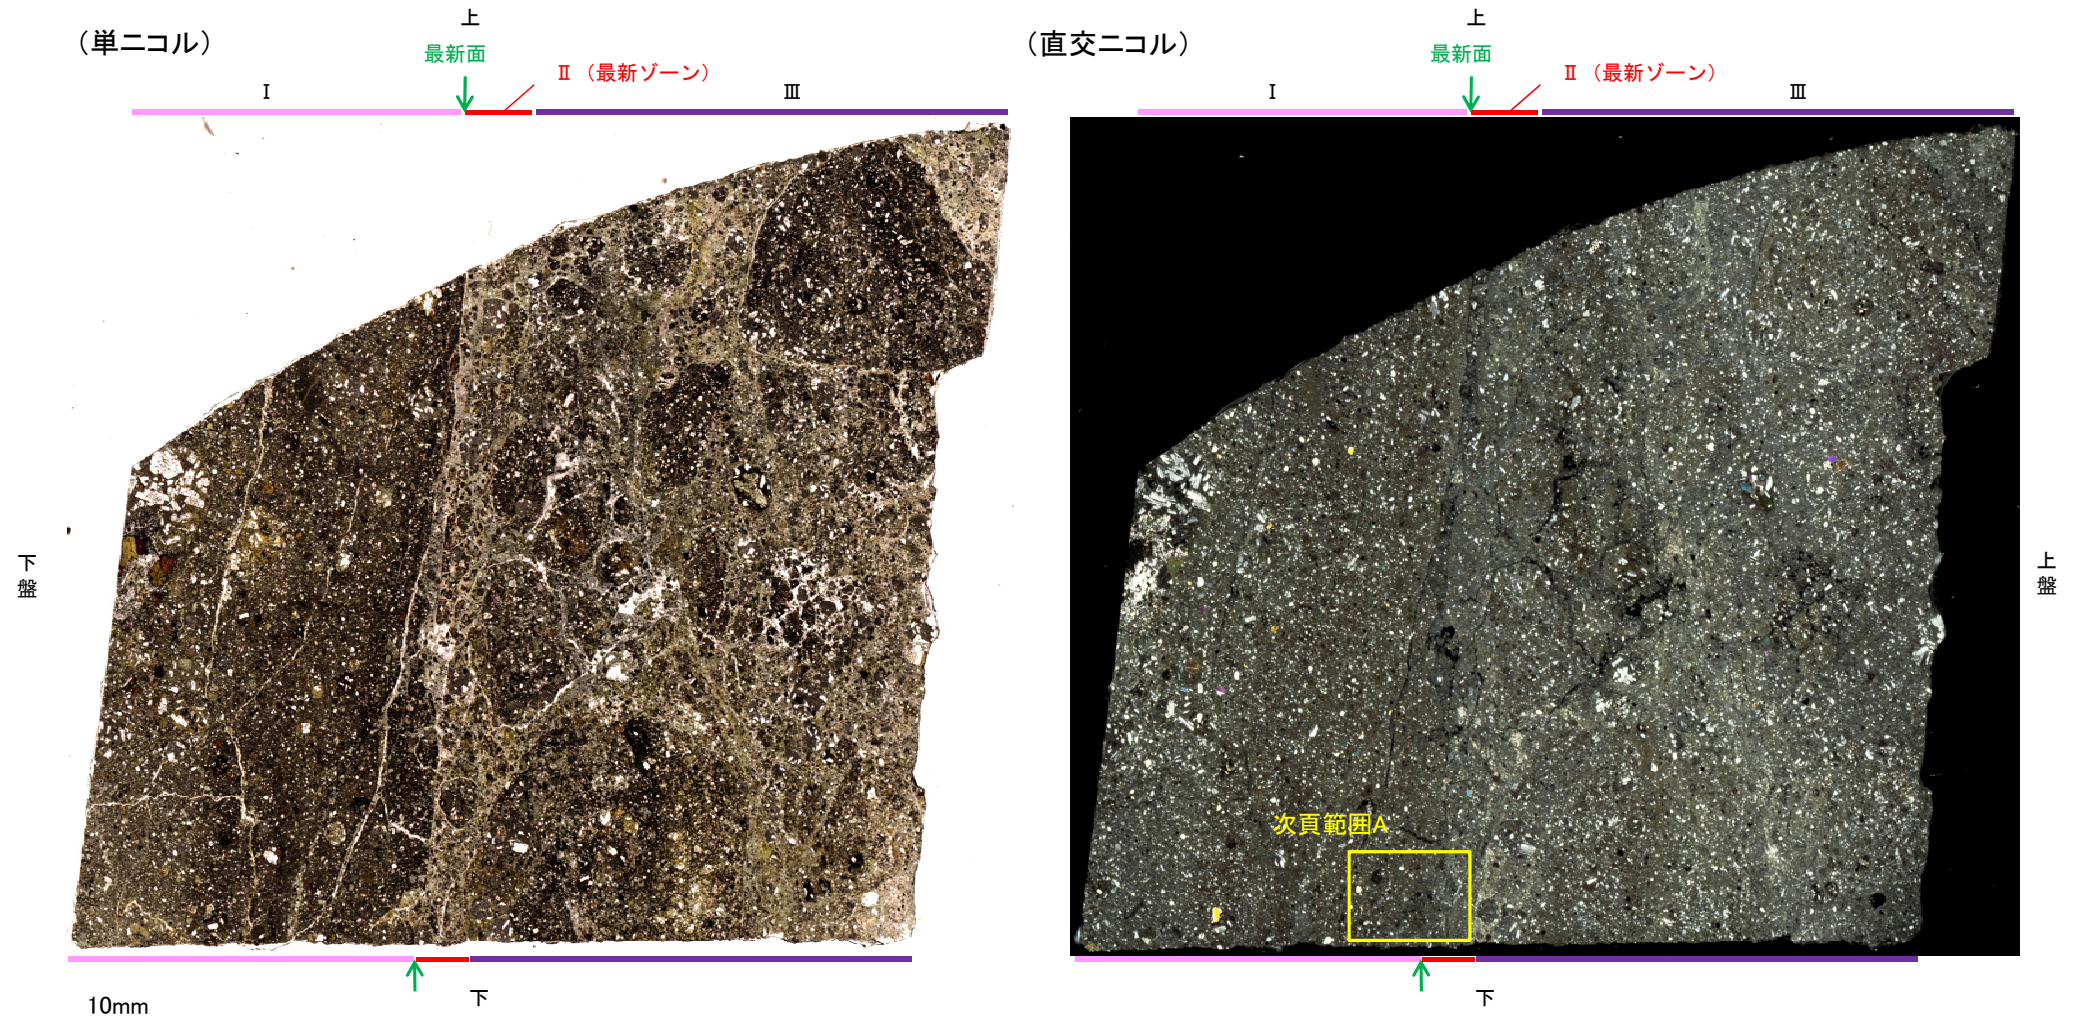 （単ニコル）
上
最新面
Ⅱ（最新ゾーン）
Ⅰ
Ⅲ
下盤
下
10mm
（直交ニコル）
上
最新面
Ⅱ（最新ゾーン）
Ⅰ
Ⅲ
上盤
次頁範囲A
下